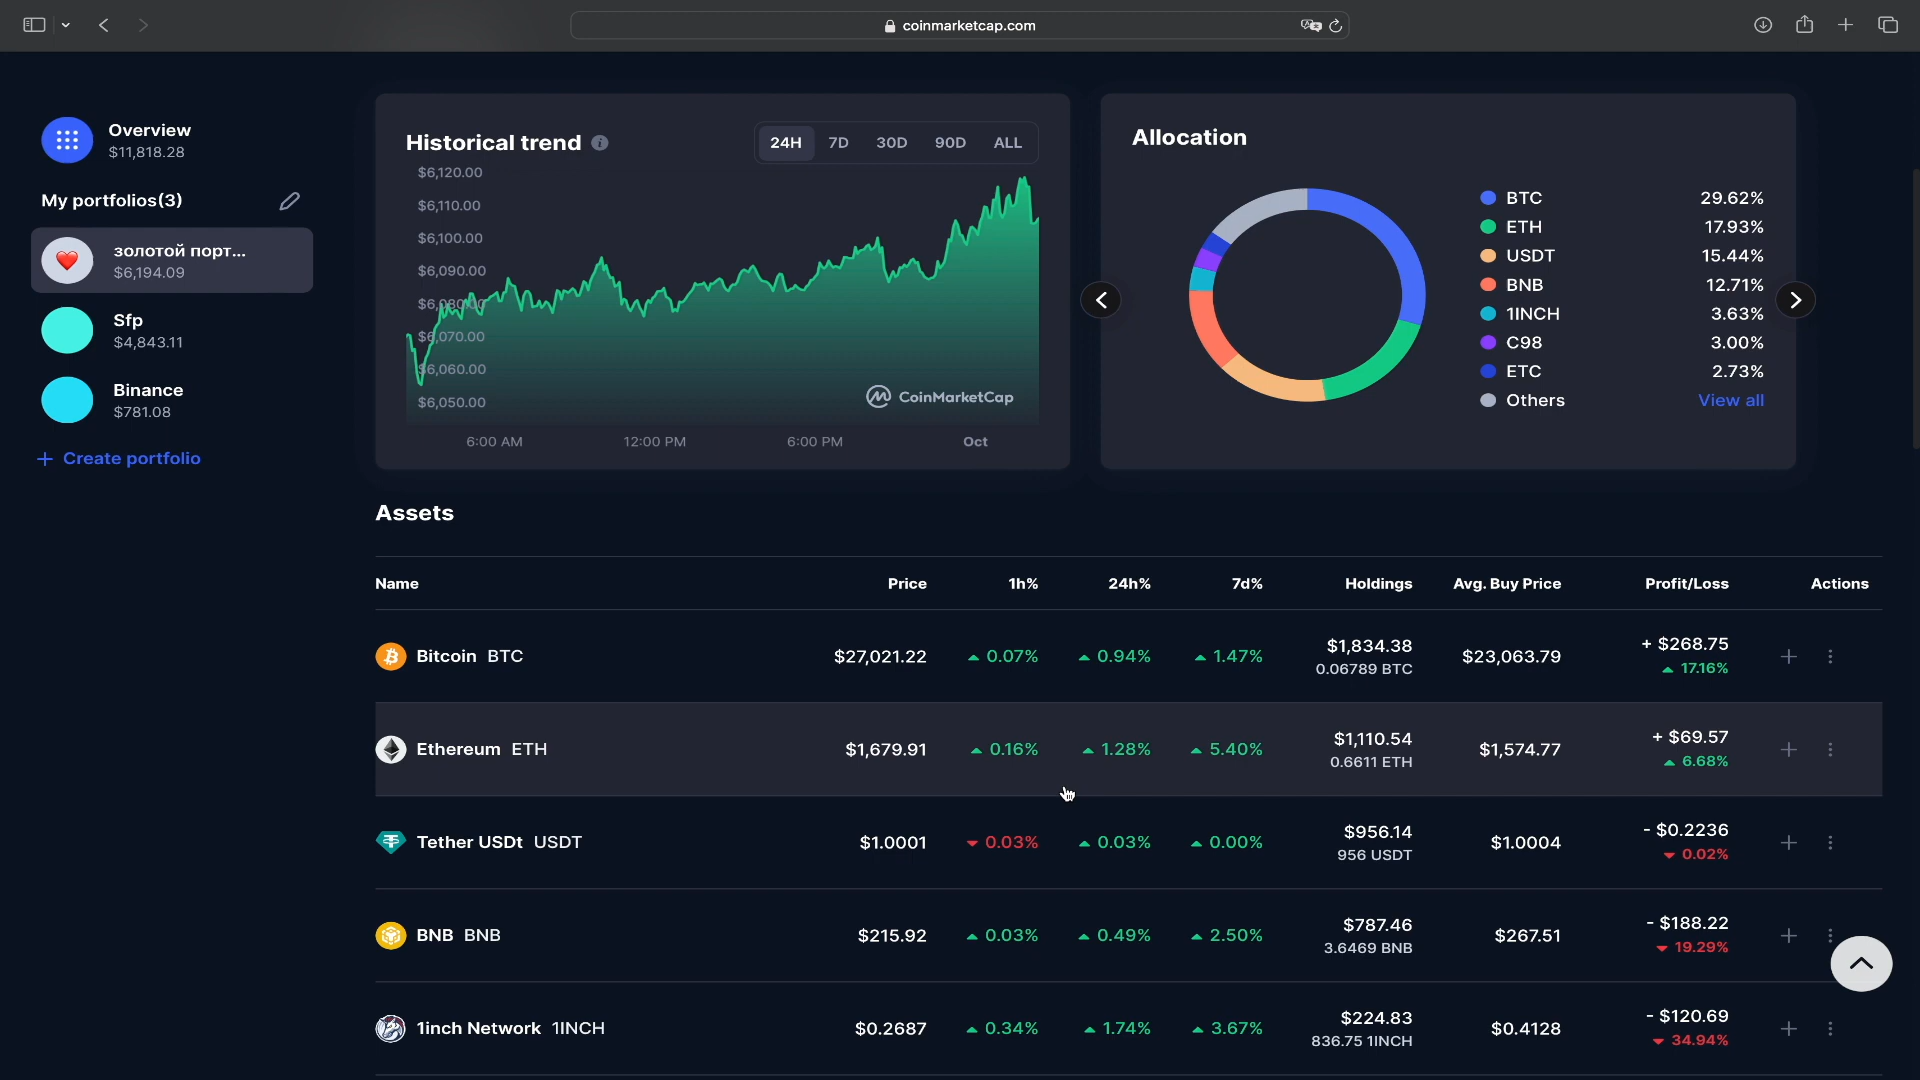 coinmarketcap.com
Overview
$11,818.28
My portfolios(3)
золотой порт...
$6,194.09
Sfp
$4,843.11
Binance
$781.08
+ Create portfolio
Historical trend
24H 7D 30D 90D ALL
$6,120.00
$6,110.00
$6,100.00
$6,090.00
$6,080.00
$6,070.00
$6,060.00
$6,050.00
CoinMarketCap
6:00 AM 12:00 PM 6:00 PM Oct
Allocation
BTC 29.62%
ETH 17.93%
USDT 15.44%
BNB 12.71%
1INCH 3.63%
C98 3.00%
ETC 2.73%
Others View all
Assets
Name Price 1h% 24h% 7d% Holdings Avg. Buy Price Profit/Loss Actions
Bitcoin BTC $27,021.22 0.07% 0.94% 1.47% $1,834.38 $23,063.79 + $268.75
0.06789 BTC 17.16%
Ethereum ETH $1,679.91 0.16% 1.28% 5.40% $1,110.54 $1,574.77 + $69.57
0.6611 ETH 6.68%
Tether USDt USDT $1.0001 0.03% 0.03% 0.00% $956.14 $1.0004 - $0.2236
956 USDT 0.02%
BNB BNB $215.92 0.03% 0.49% 2.50% $787.46 $267.51 - $188.22
3.6469 BNB 19.29%
1inch Network 1INCH $0.2687 0.34% 1.74% 3.67% $224.83 $0.4128 - $120.69
836.75 1INCH 34.94%